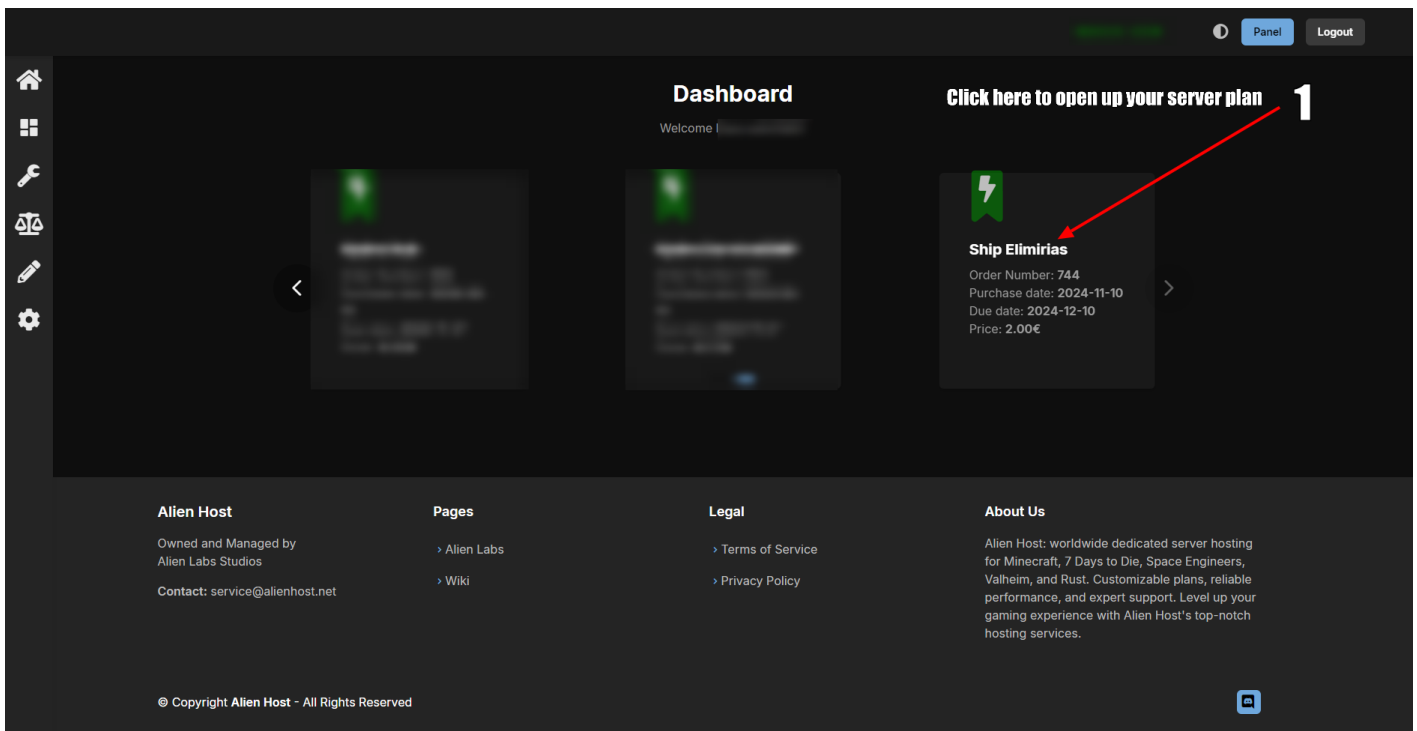 Panel
Logout
Dashboard
Click here to open up your server plan
1
Welcome
Ship Elimirias
Order Number: 744
Purchase date: 2024-11-10
Due date: 2024-12-10
Price: 2.00€
Alien Host
Owned and Managed by
Alien Labs Studios
Contact: service@alienhost.net
Pages
› Alien Labs
› Wiki
Legal
› Terms of Service
› Privacy Policy
About Us
Alien Host: worldwide dedicated server hosting
for Minecraft, 7 Days to Die, Space Engineers,
Valheim, and Rust. Customizable plans, reliable
performance, and expert support. Level up your
gaming experience with Alien Host's top-notch
hosting services.
© Copyright Alien Host - All Rights Reserved